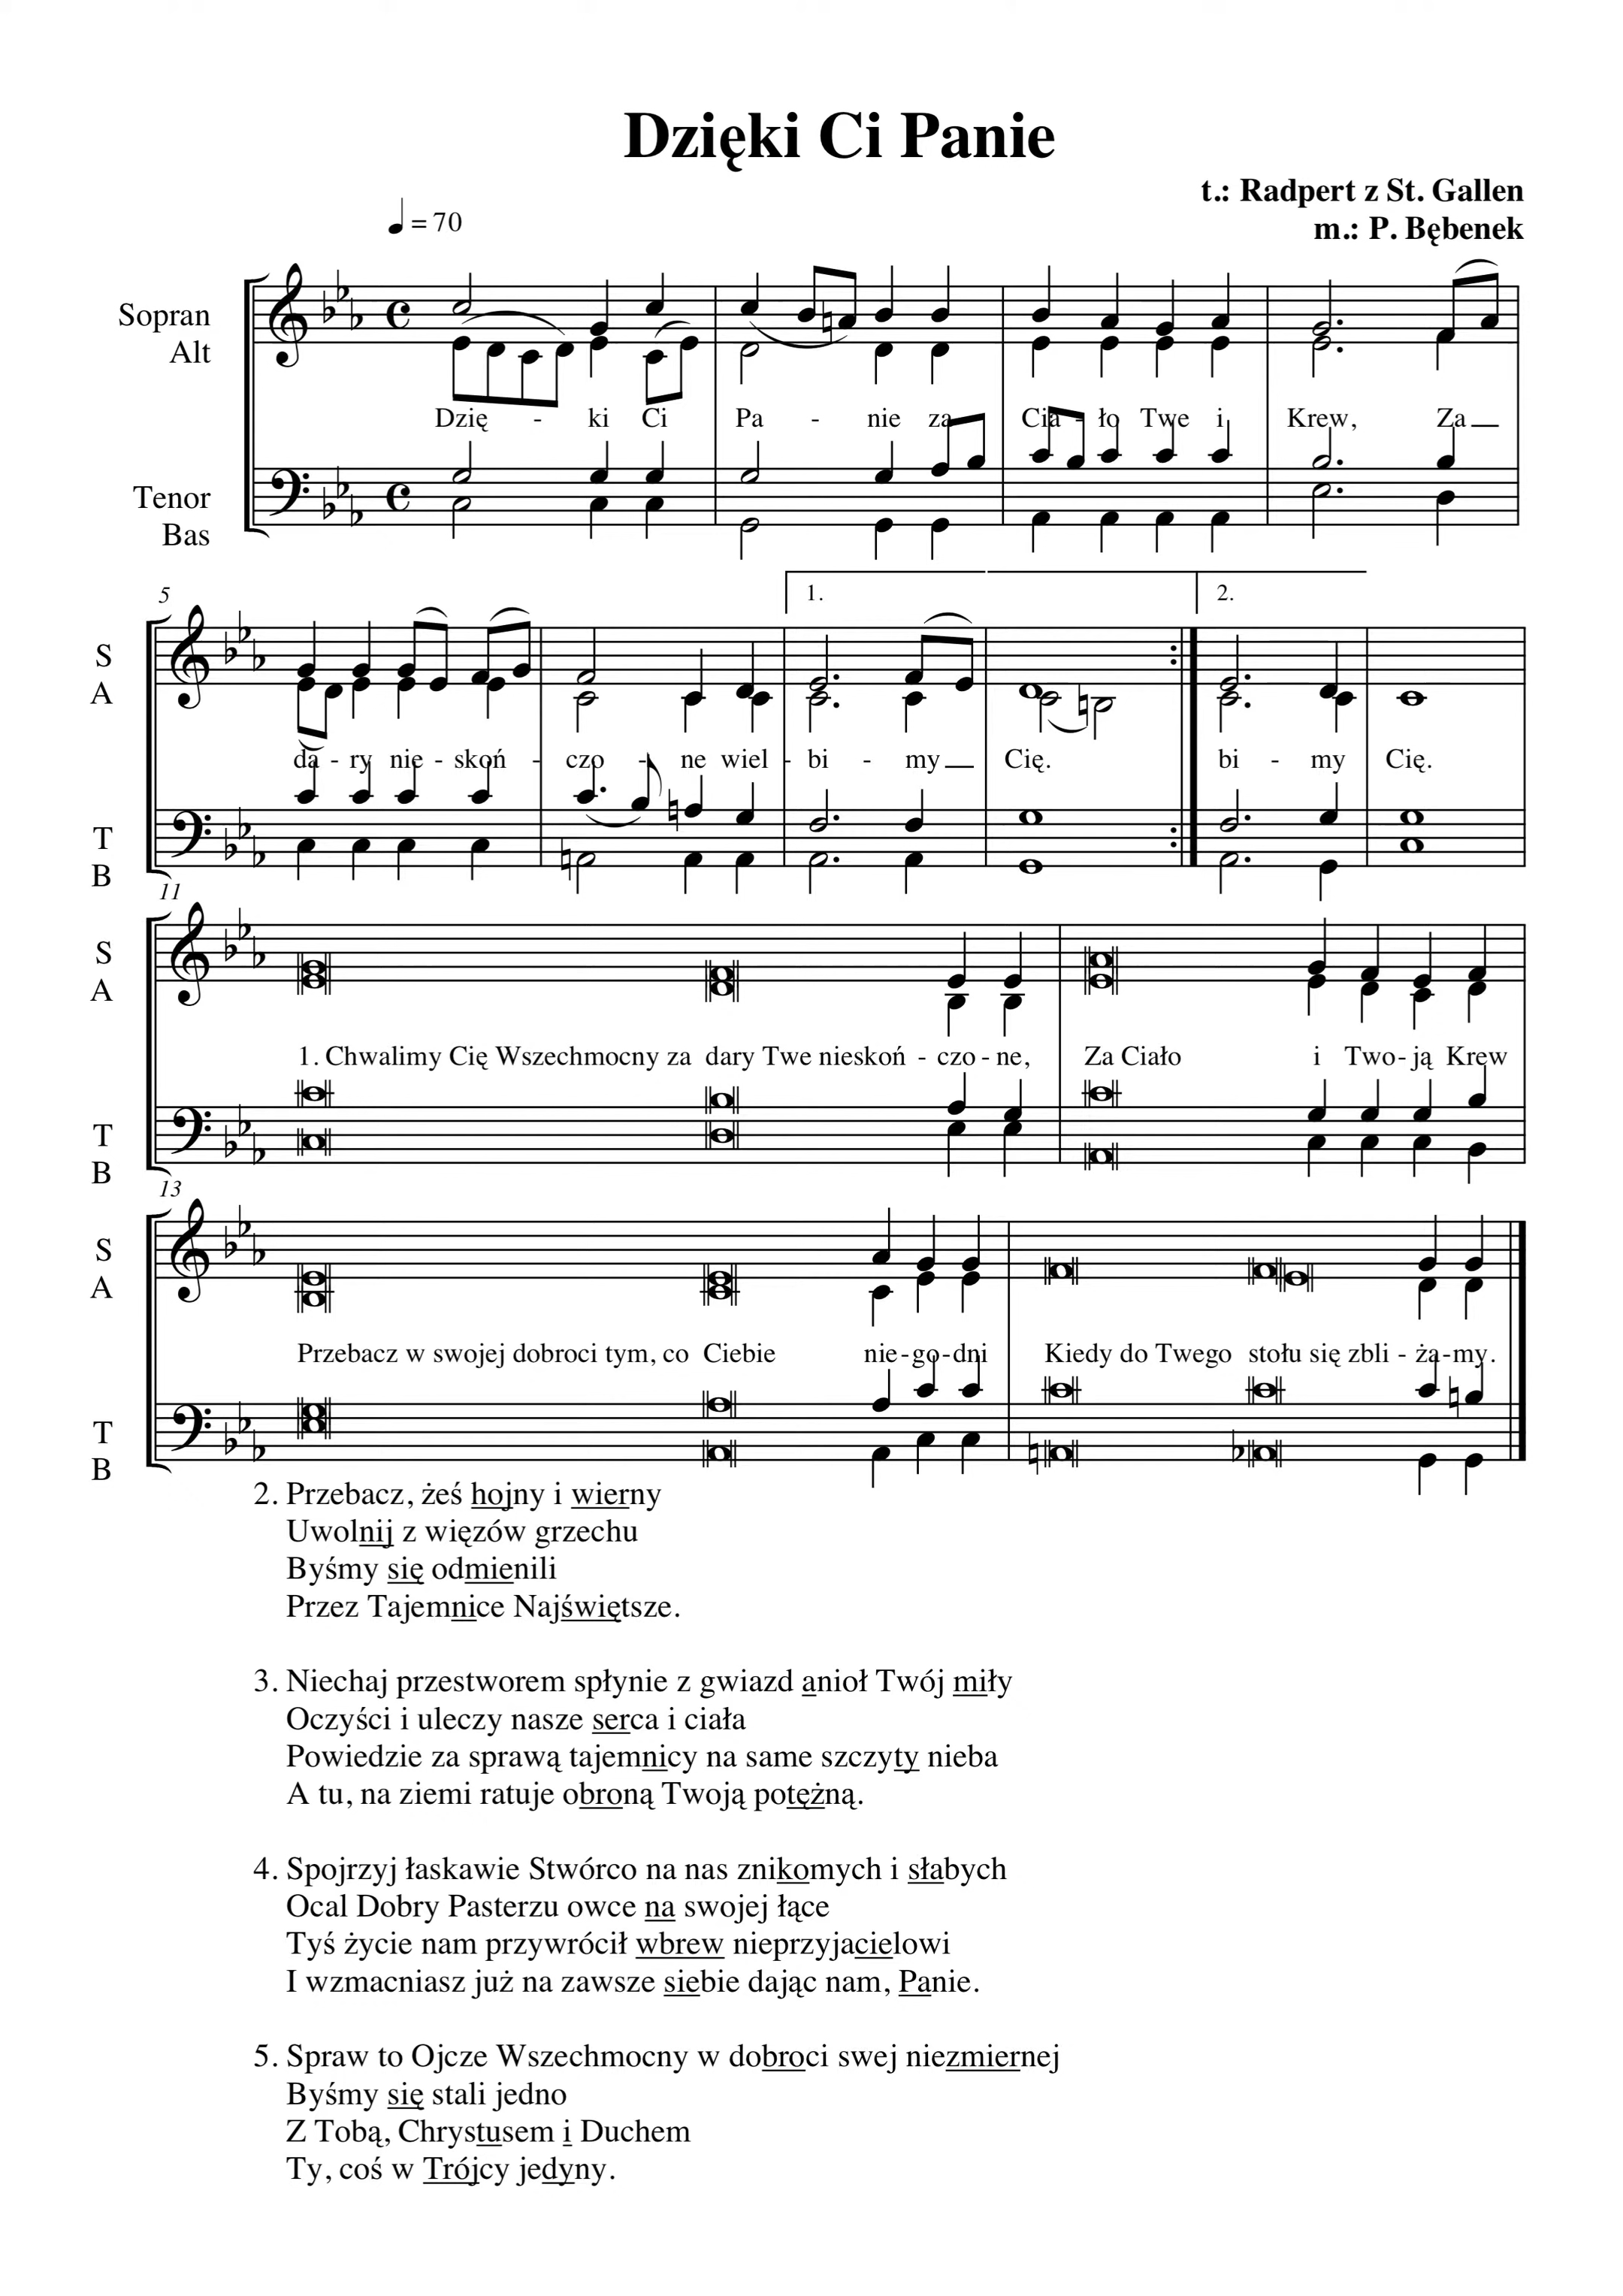 Dzięki Ci Panie
t.: Radpert z St. Gallen
m.: P. Bębenek
= 70
Sopran
Alt
Dzię - ki Ci Pa - nie za Cia - ło Twe i Krew, Za
Tenor
Bas
5
1. 2.
S
A
da - ry nie - skoń - czo - ne wiel - bi - my Cię. bi - my Cię.
T
B
11
S
A
1. Chwalimy Cię Wszechmocny za dary Twe nieskoń - czo - ne, Za Ciało i Two - ją Krew
T
B
13
S
A
Przebacz w swojej dobroci tym, co Ciebie nie - go - dni Kiedy do Twego stołu się zbli - ża - my.
T
B
2. Przebacz, żeś hojny i wierny
Uwolnij z więzów grzechu
Byśmy się odmienili
Przez Tajemnice Najświętsze.
3. Niechaj przestworem spłynie z gwiazd anioł Twój miły
Oczyści i uleczy nasze serca i ciała
Powiedzie za sprawą tajemnicy na same szczyty nieba
A tu, na ziemi ratuje obroną Twoją potężną.
4. Spojrzyj łaskawie Stwórco na nas znikomych i słabych
Ocal Dobry Pasterzu owce na swojej łące
Tyś życie nam przywrócił wbrew nieprzyjacielowi
I wzmacniasz już na zawsze siebie dając nam, Panie.
5. Spraw to Ojcze Wszechmocny w dobroci swej niezmiernej
Byśmy się stali jedno
Z Tobą, Chrystusem i Duchem
Ty, coś w Trójcy jedyny.